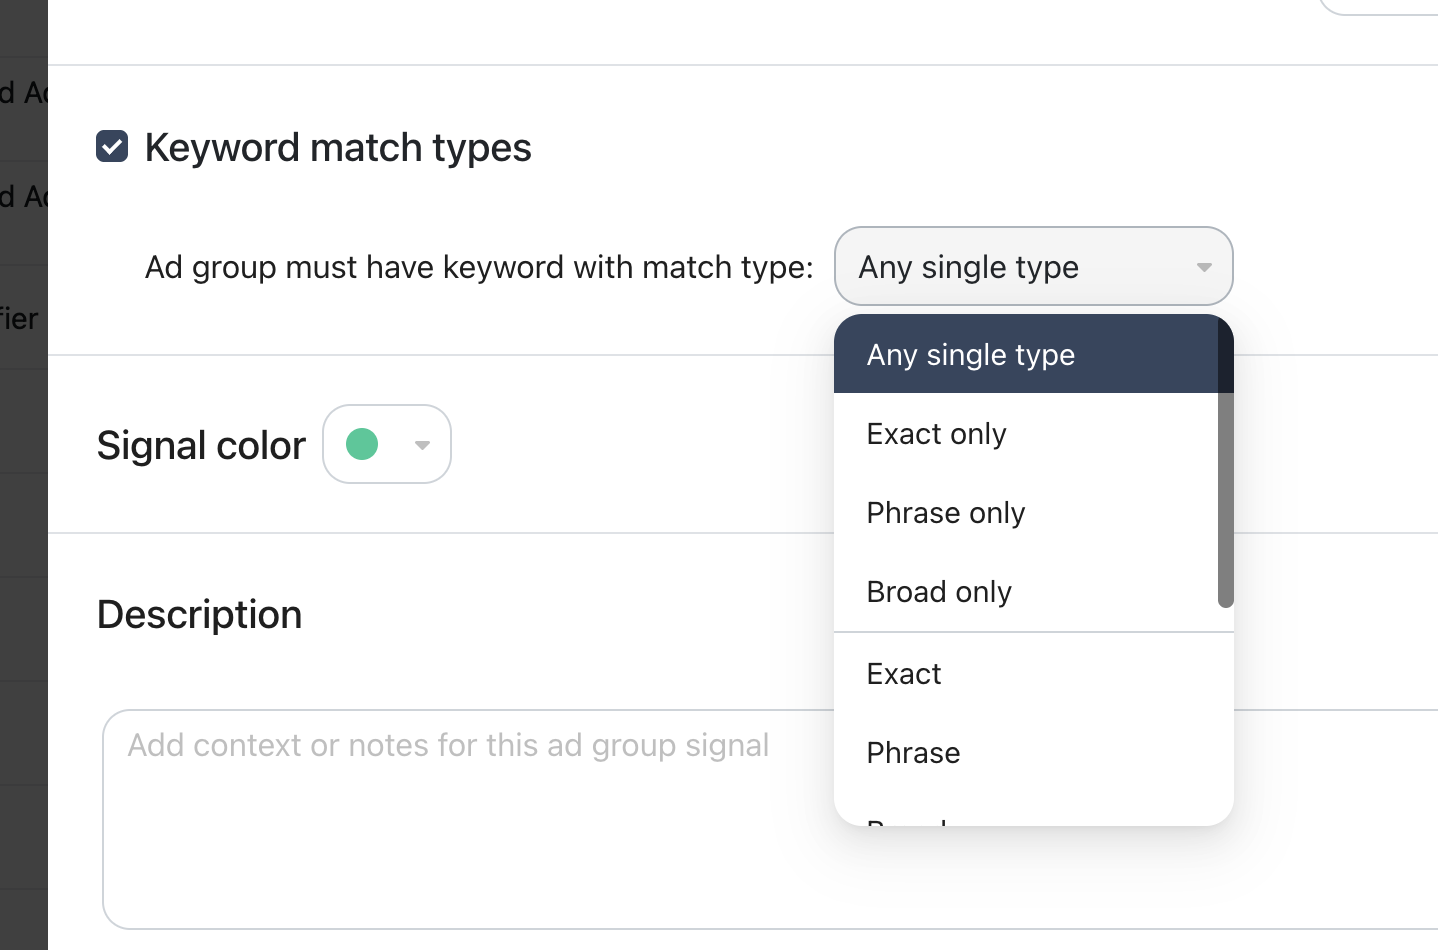 d Ad
Keyword match types
d Ad
Ad group must have keyword with match type:
Any single type
fier
Any single type
Exact only
Signal color
Phrase only
Broad only
Description
Exact
Add context or notes for this ad group signal
Phrase